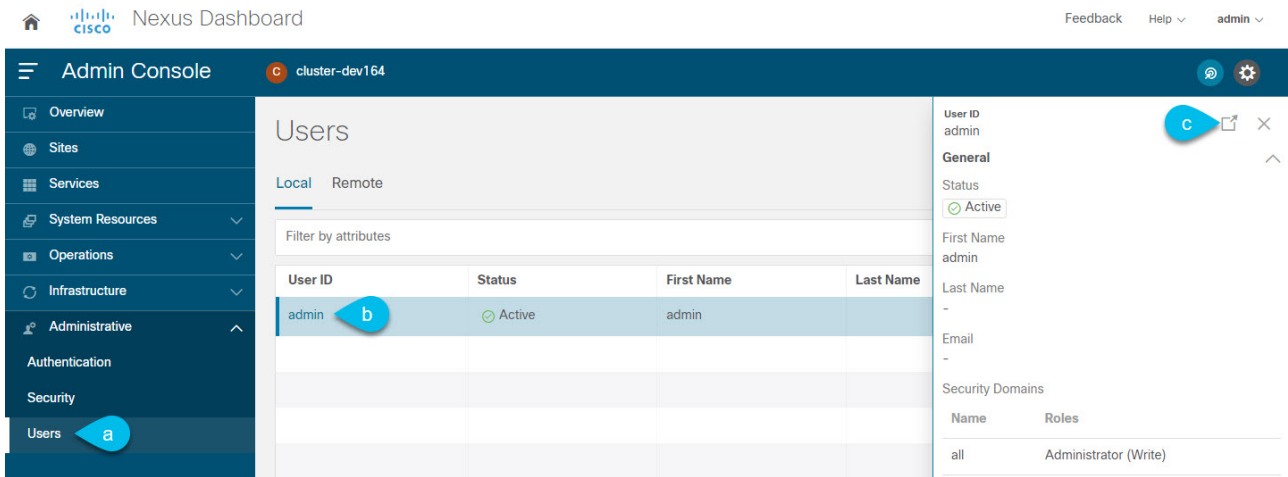 CISCO Nexus Dashboard Feedback Help admin
Admin Console C cluster-dev164
Overview
Sites
Services
System Resources
Operations
Infrastructure
Administrative
Authentication
Security
Users a
Users
Local Remote
Filter by attributes
User ID Status First Name Last Name
admin b Active admin
User ID
admin c
General
Status
Active
First Name
admin
Last Name
-
Email
-
Security Domains
Name Roles
all Administrator (Write)